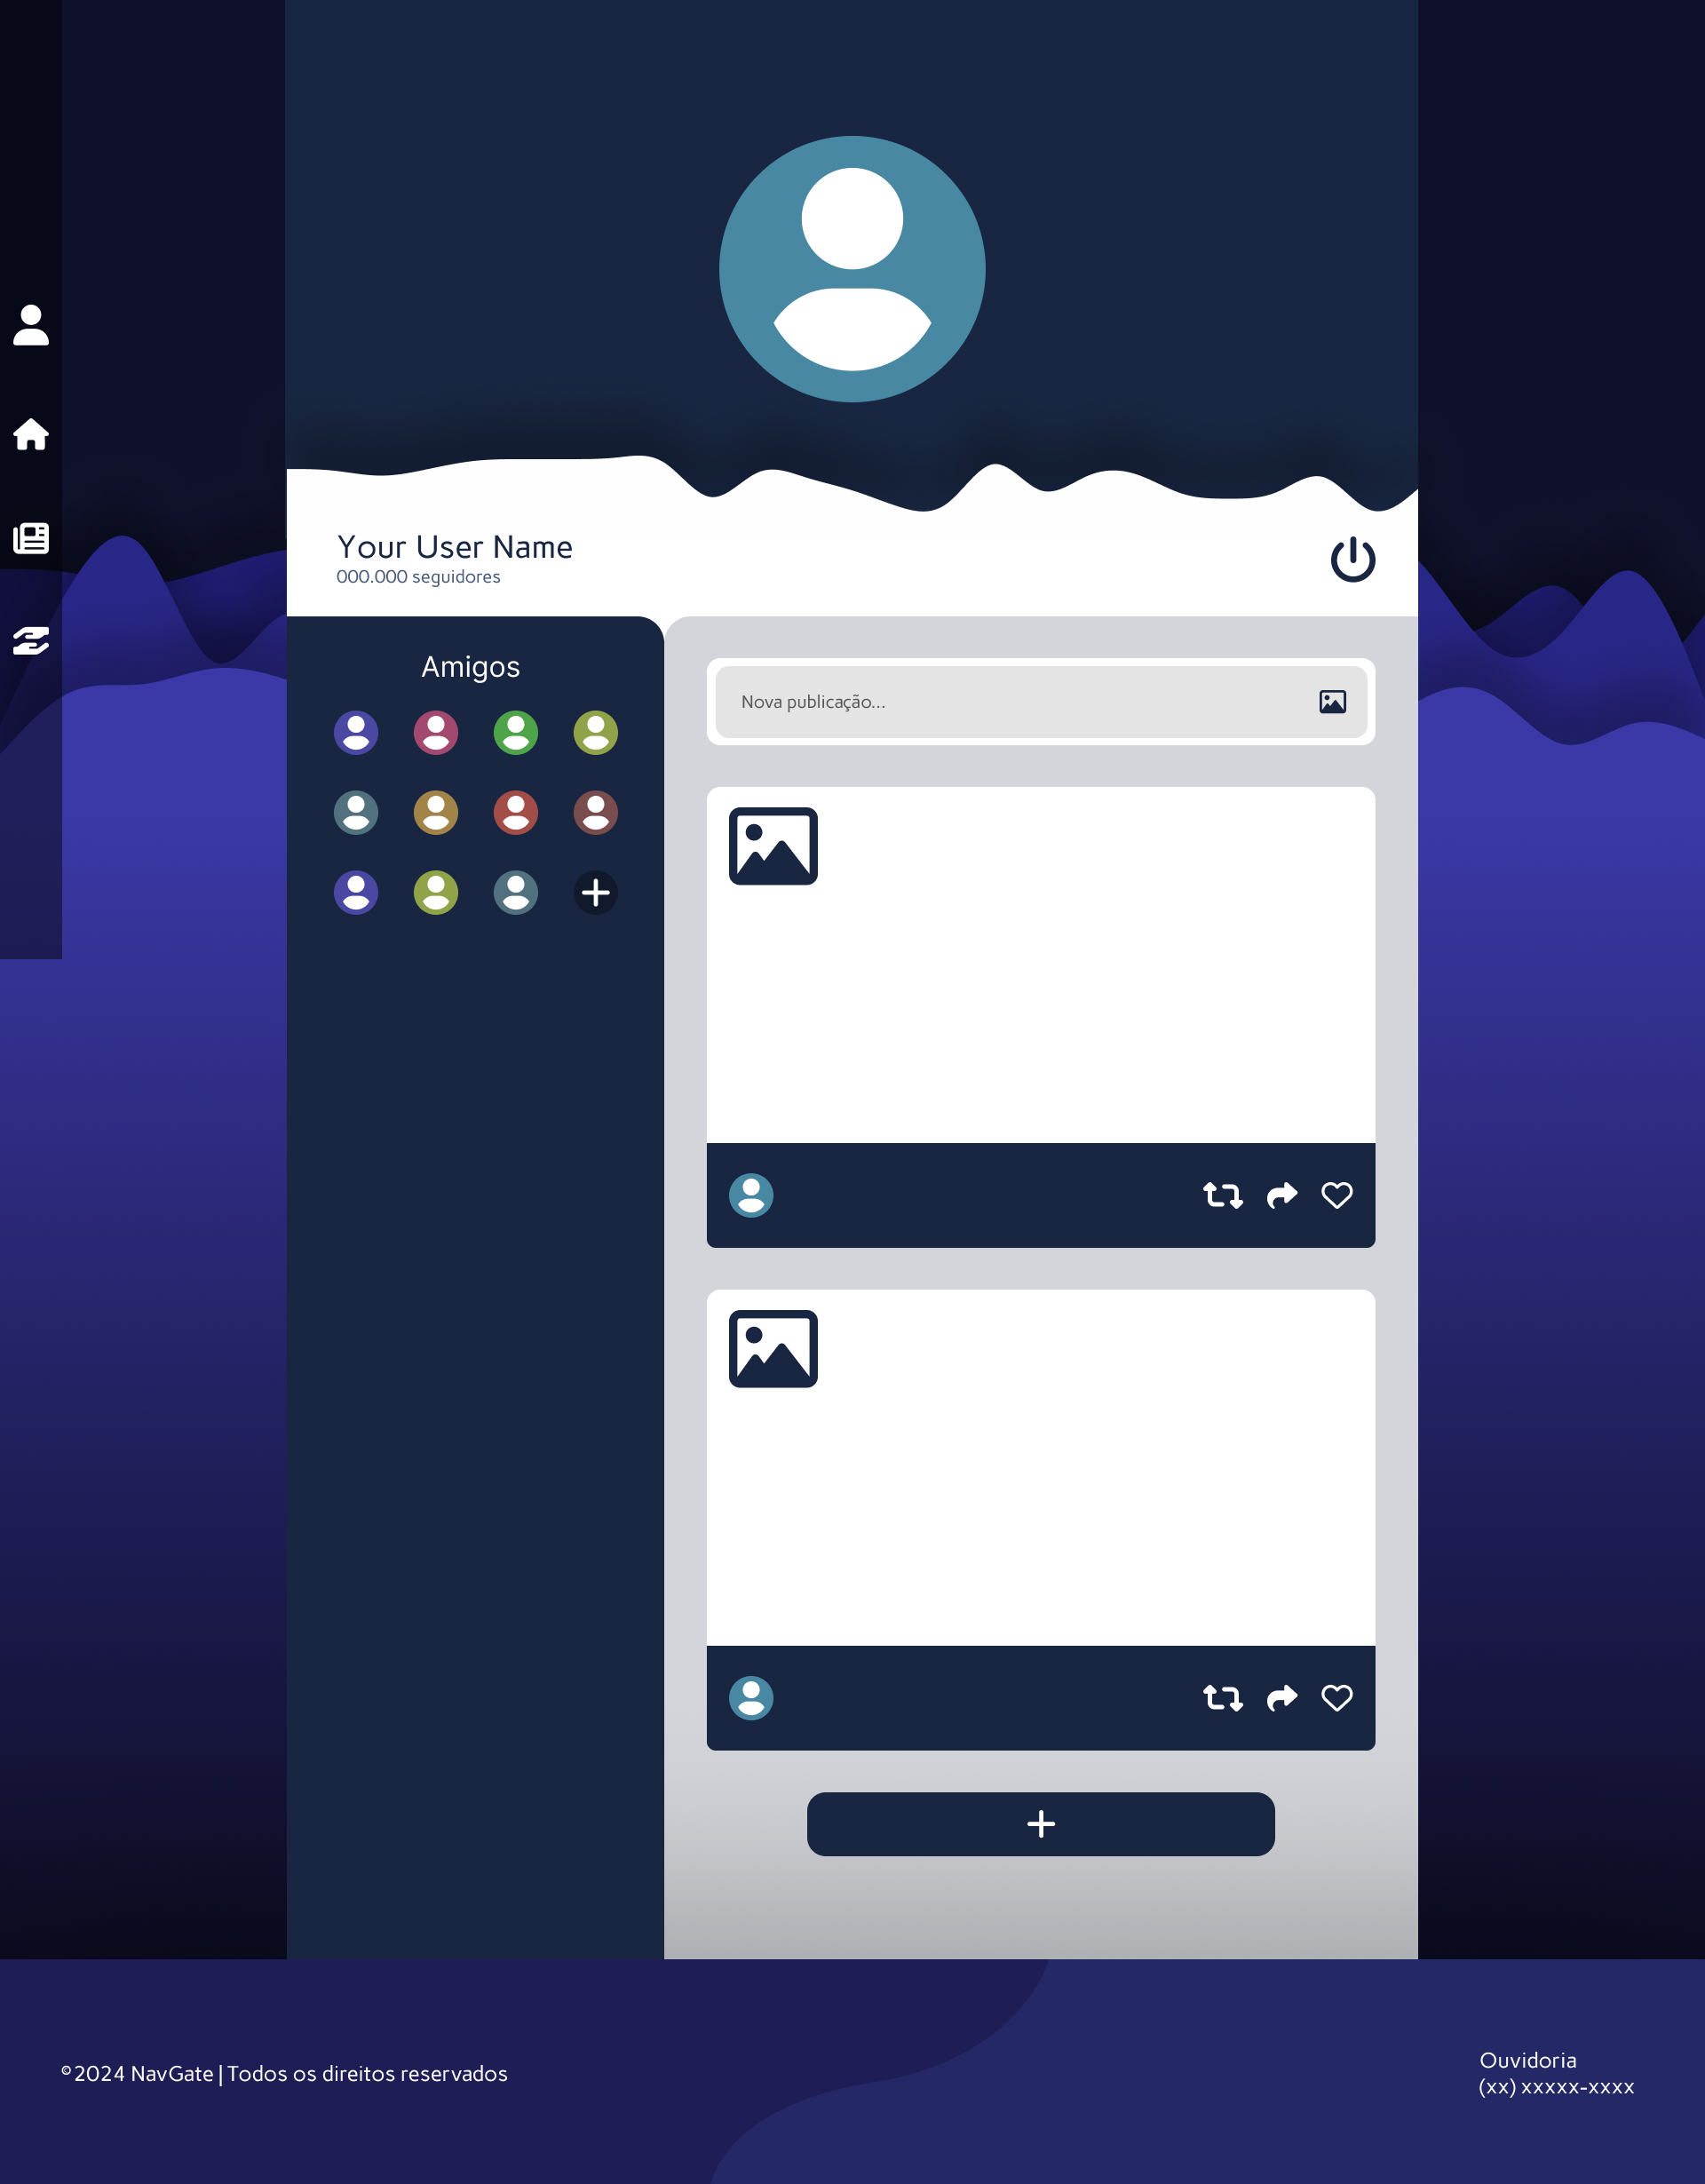 Your User Name
000.000 seguidores
Amigos
Nova publicação...
©2024 NavGate | Todos os direitos reservados
Ouvidoria
(xx) xxxxx-xxxx